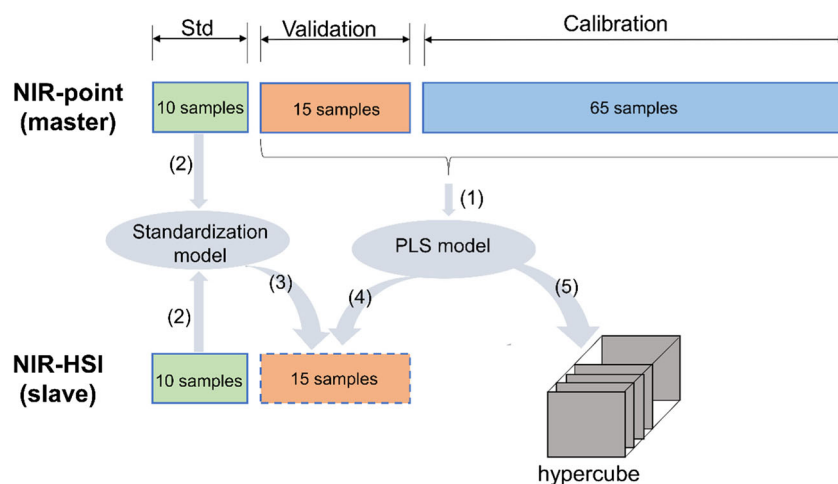 Std
Validation
Calibration
NIR-point
(master)
10 samples
15 samples
65 samples
(2)
(1)
Standardization
model
PLS model
(3)
(4)
(5)
(2)
NIR-HSI
(slave)
10 samples
15 samples
hypercube